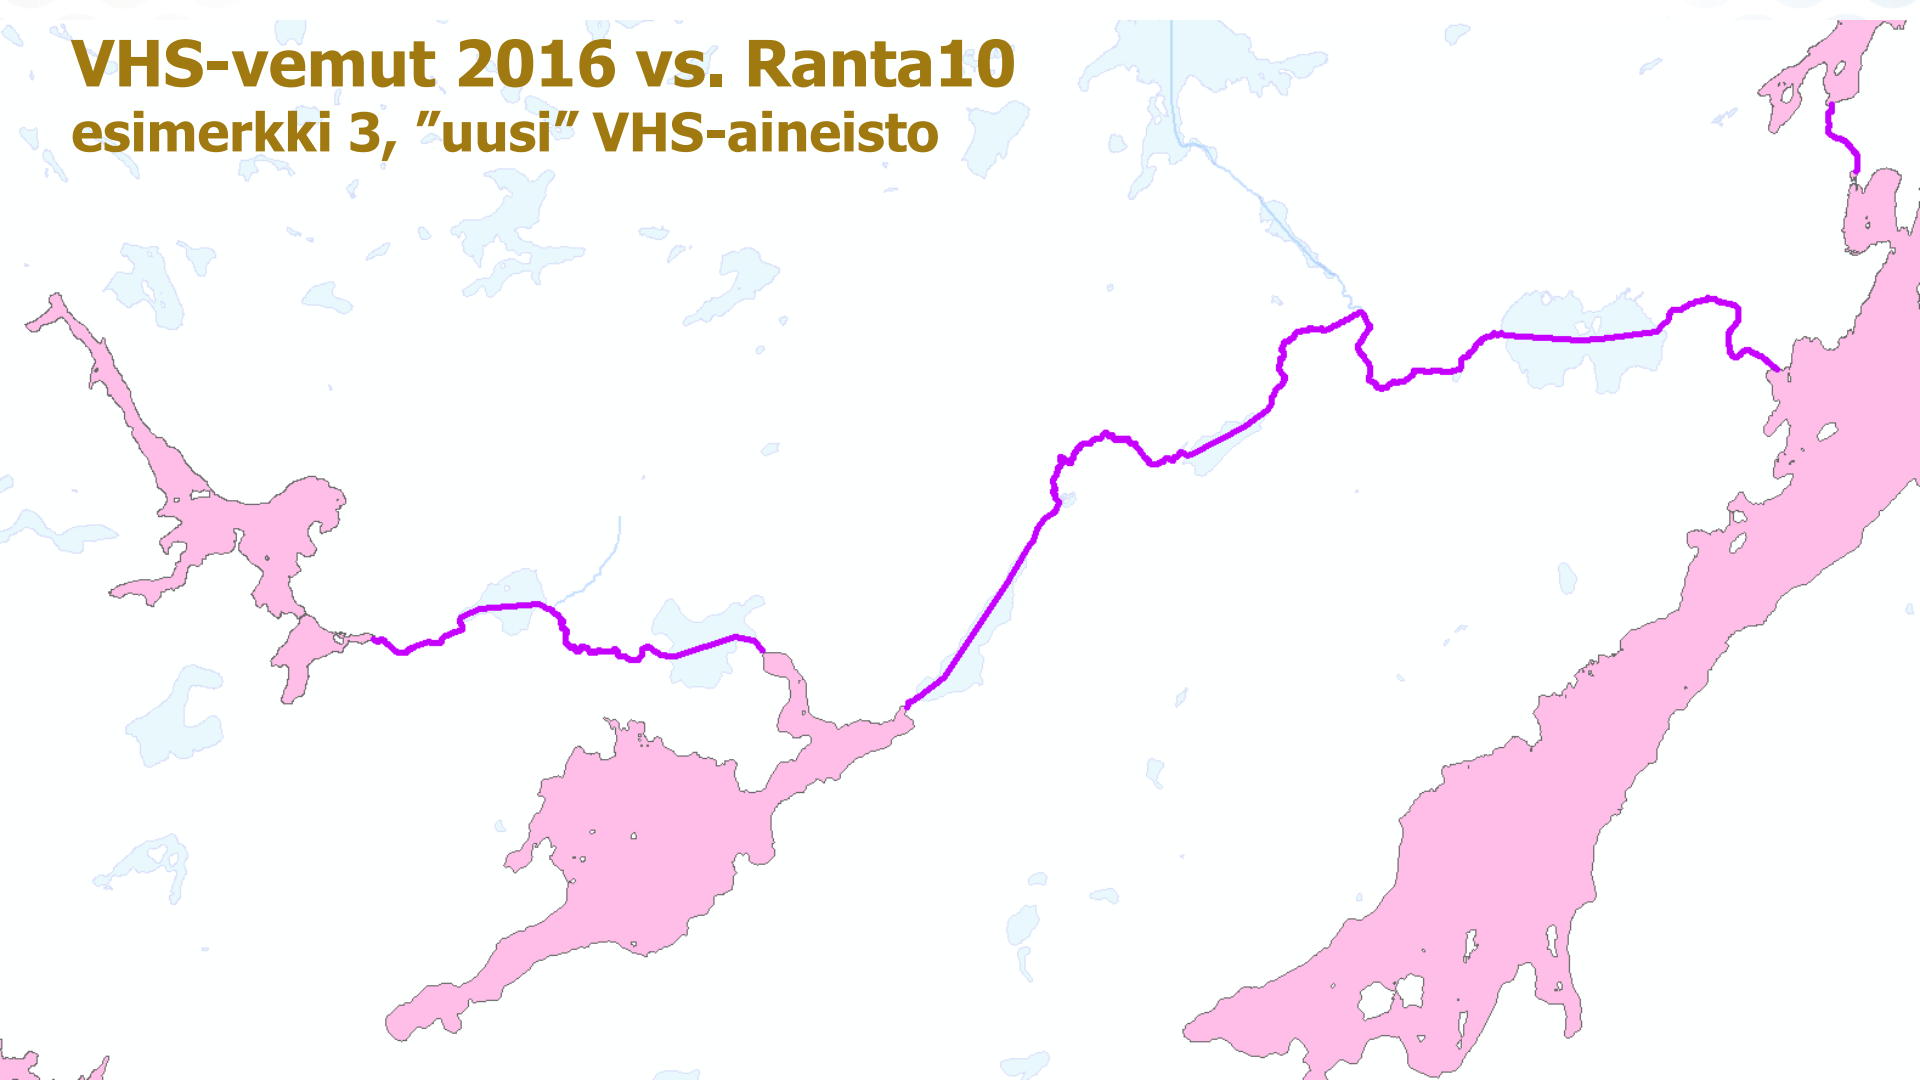 VHS-vemut 2016 vs. Ranta10
esimerkki 3, ”uusi” VHS-aineisto